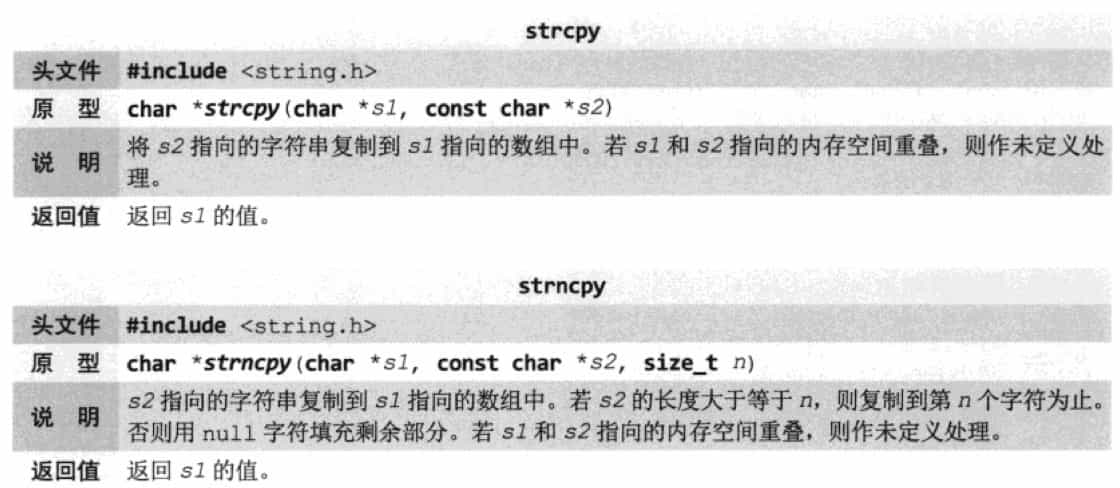 strcpy
头文件 #include <string.h>
原 型 char *strcpy(char *s1, const char *s2)
说 明 将 s2 指向的字符串复制到 s1 指向的数组中。若 s1 和 s2 指向的内存空间重叠，则作未定义处
理。
返回值 返回 s1 的值。
strncpy
头文件 #include <string.h>
原 型 char *strncpy(char *s1, const char *s2, size_t n)
说 明 s2 指向的字符串复制到 s1 指向的数组中。若 s2 的长度大于等于 n，则复制到第 n 个字符为止。
否则用 null 字符填充剩余部分。若 s1 和 s2 指向的内存空间重叠，则作未定义处理。
返回值 返回 s1 的值。